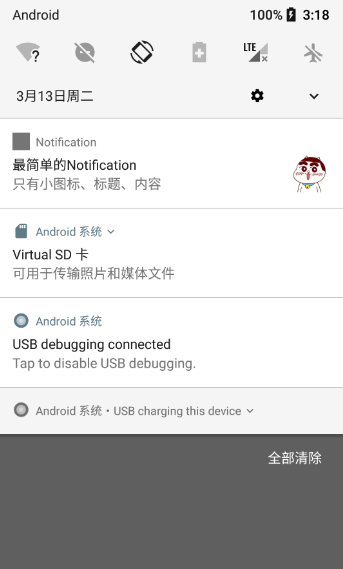 Android 100% 3:18
LTE
3月13日周二
Notification
最简单的Notification
只有小图标、标题、内容
Android 系统
Virtual SD 卡
可用于传输照片和媒体文件
Android 系统
USB debugging connected
Tap to disable USB debugging.
Android 系统 • USB charging this device
全部清除